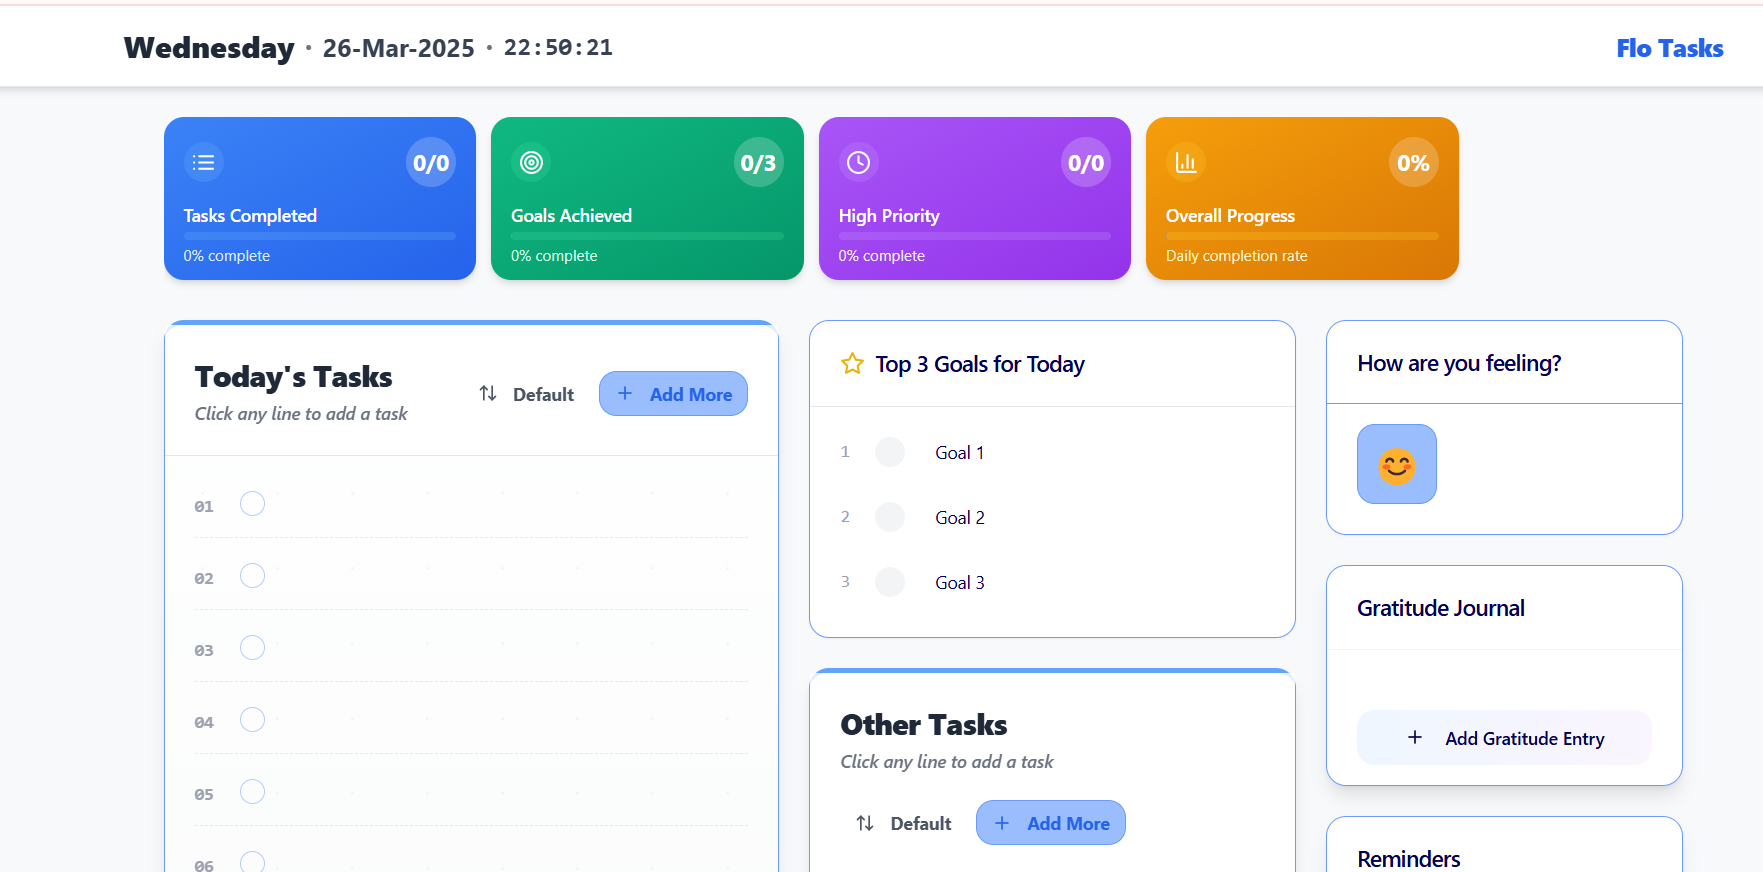 Wednesday · 26-Mar-2025 · 22:50:21
Flo Tasks
0/0
Tasks Completed
0% complete
0/3
Goals Achieved
0% complete
0/0
High Priority
0% complete
0%
Overall Progress
Daily completion rate
Today's Tasks
Click any line to add a task
Default
+ Add More
01
02
03
04
05
06
Top 3 Goals for Today
1 Goal 1
2 Goal 2
3 Goal 3
Other Tasks
Click any line to add a task
Default
+ Add More
How are you feeling?
Gratitude Journal
+ Add Gratitude Entry
Reminders